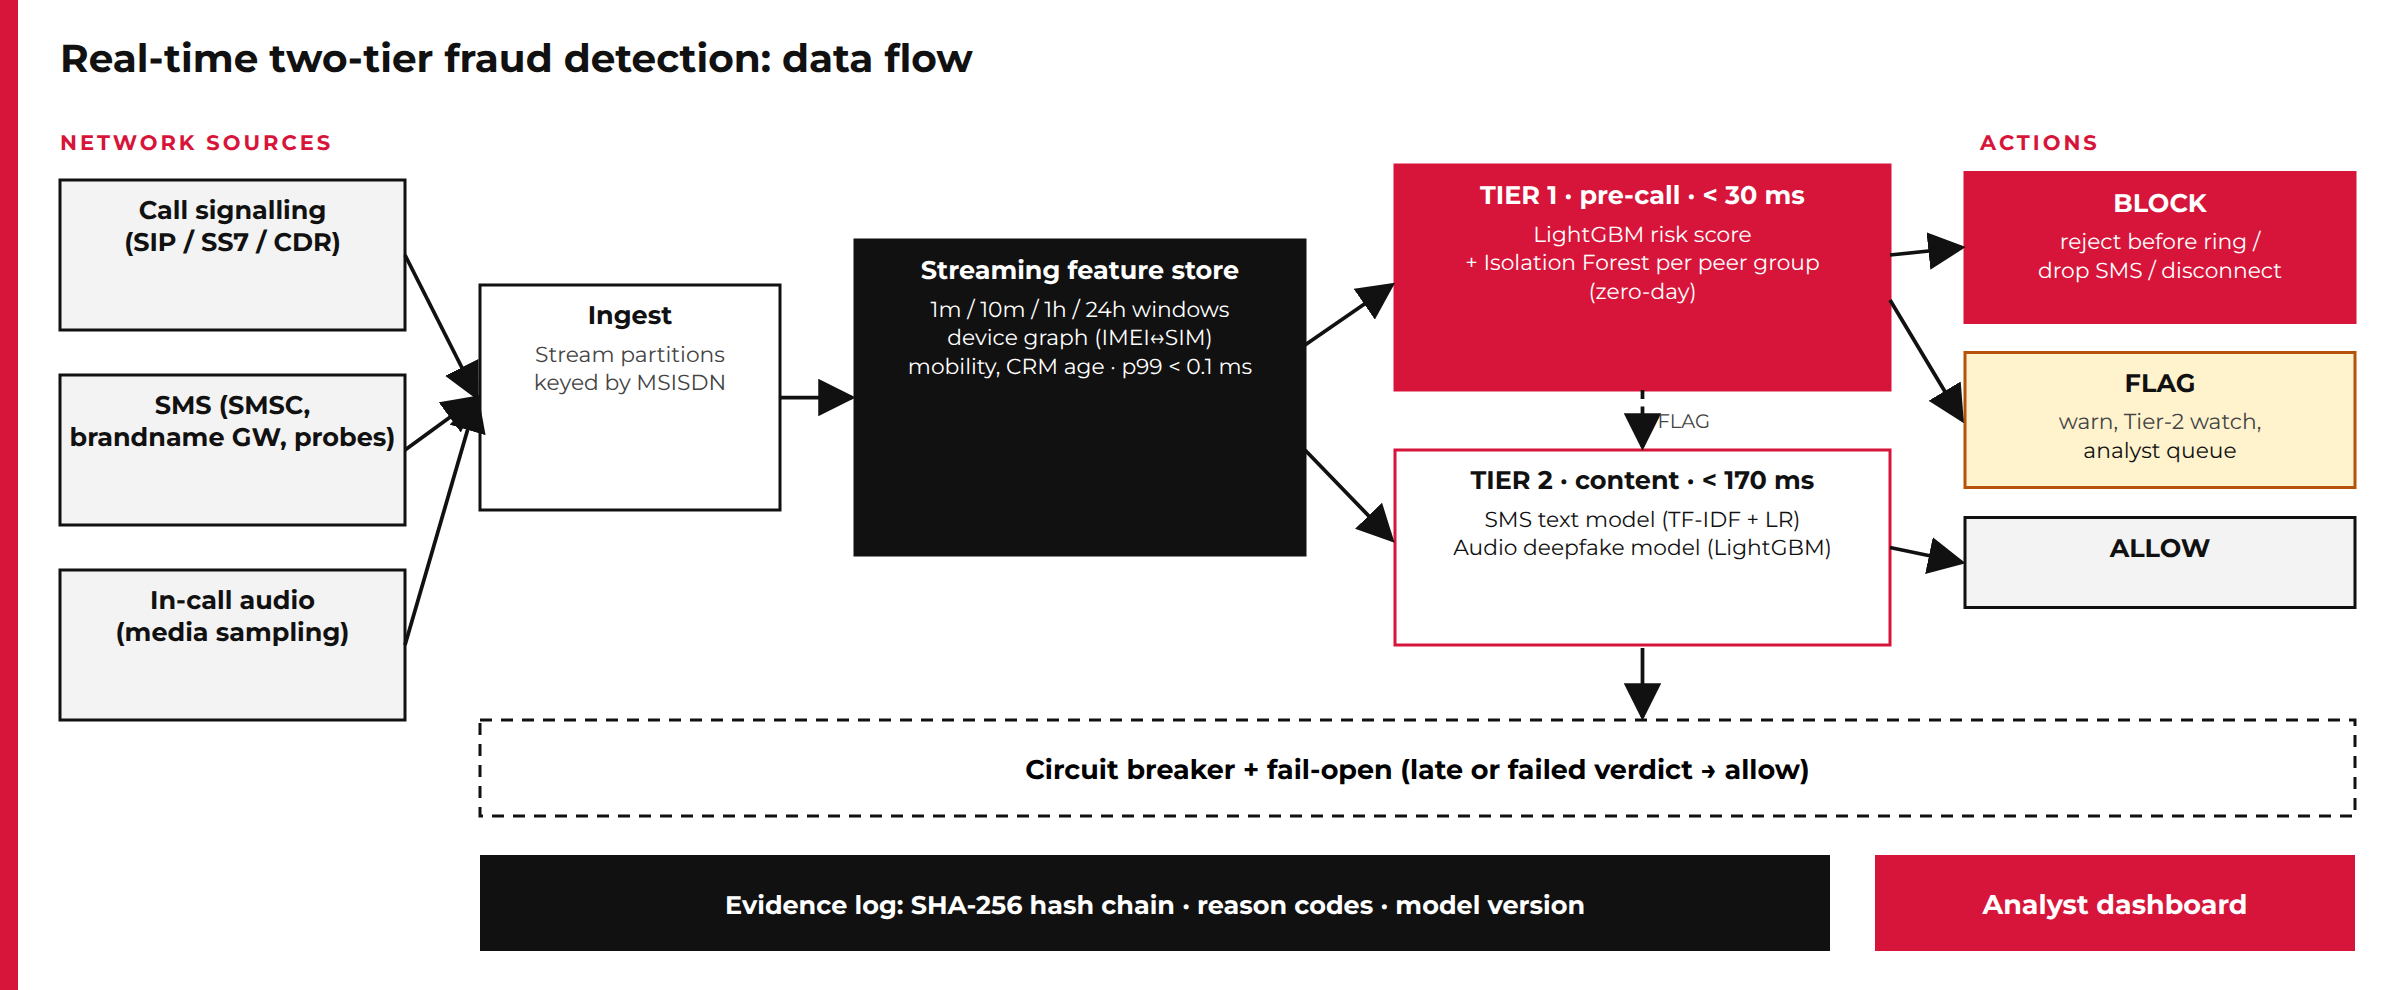 Real-time two-tier fraud detection: data flow
NETWORK SOURCES
Call signalling
(SIP / SS7 / CDR)
SMS (SMSC,
brandname GW, probes)
In-call audio
(media sampling)
Ingest
Stream partitions
keyed by MSISDN
Streaming feature store
1m / 10m / 1h / 24h windows
device graph (IMEI↔SIM)
mobility, CRM age · p99 < 0.1 ms
TIER 1 · pre-call · < 30 ms
LightGBM risk score
+ Isolation Forest per peer group
(zero-day)
FLAG
TIER 2 · content · < 170 ms
SMS text model (TF-IDF + LR)
Audio deepfake model (LightGBM)
ACTIONS
BLOCK
reject before ring /
drop SMS / disconnect
FLAG
warn, Tier-2 watch,
analyst queue
ALLOW
Circuit breaker + fail-open (late or failed verdict → allow)
Evidence log: SHA-256 hash chain · reason codes · model version
Analyst dashboard